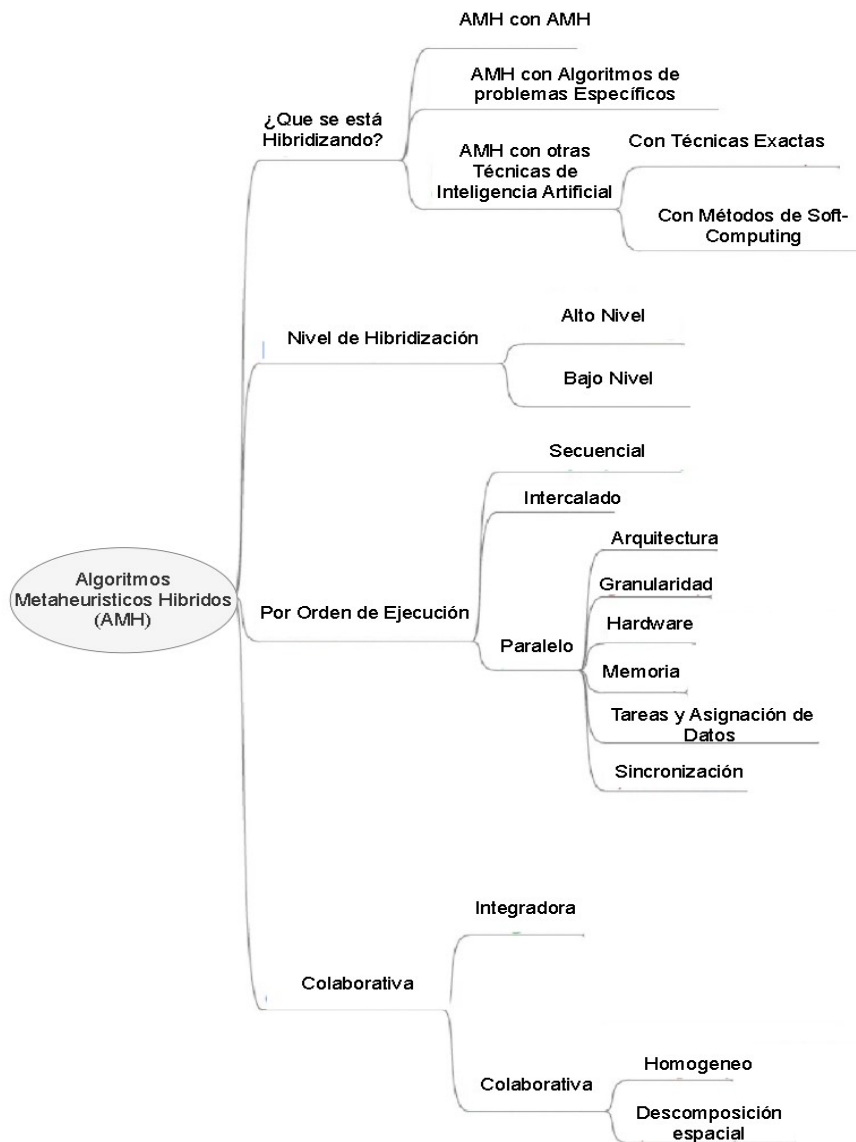 AMH con AMH
AMH con Algoritmos de
problemas Específicos
¿Que se está
Hibridizando?
AMH con otras
Técnicas de
Inteligencia Artificial
Con Técnicas Exactas
Con Métodos de Soft-
Computing
Nivel de Hibridización
Alto Nivel
Bajo Nivel
Algoritmos
Metaheuristicos Hibridos
(AMH)
Por Orden de Ejecución
Secuencial
Intercalado
Paralelo
Arquitectura
Granularidad
Hardware
Memoria
Tareas y Asignación de
Datos
Sincronización
Colaborativa
Integradora
Colaborativa
Homogeneo
Descomposición
espacial